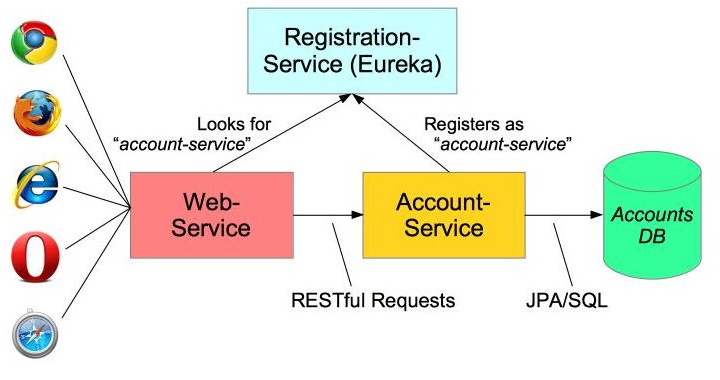 Registration-
Service (Eureka)
Looks for
“account-service”
Registers as
“account-service”
Web-
Service
Account-
Service
Accounts
DB
RESTful Requests
JPA/SQL